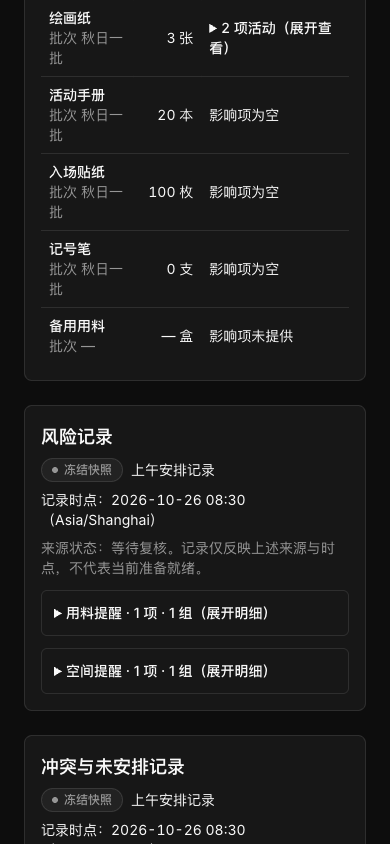 绘画纸
批次 秋日一
批
3 张
▶ 2 项活动（展开查
看）
活动手册
批次 秋日一
批
20 本
影响项为空
入场贴纸
批次 秋日一
批
100 枚
影响项为空
记号笔
批次 秋日一
批
0 支
影响项为空
备用用料
批次 —
— 盒
影响项未提供
风险记录
冻结快照 上午安排记录
记录时点：2026-10-26 08:30
（Asia/Shanghai）
来源状态：等待复核。记录仅反映上述来源与时
点，不代表当前准备就绪。
▶ 用料提醒 · 1 项 · 1 组（展开明细）
▶ 空间提醒 · 1 项 · 1 组（展开明细）
冲突与未安排记录
冻结快照 上午安排记录
记录时点：2026-10-26 08:30